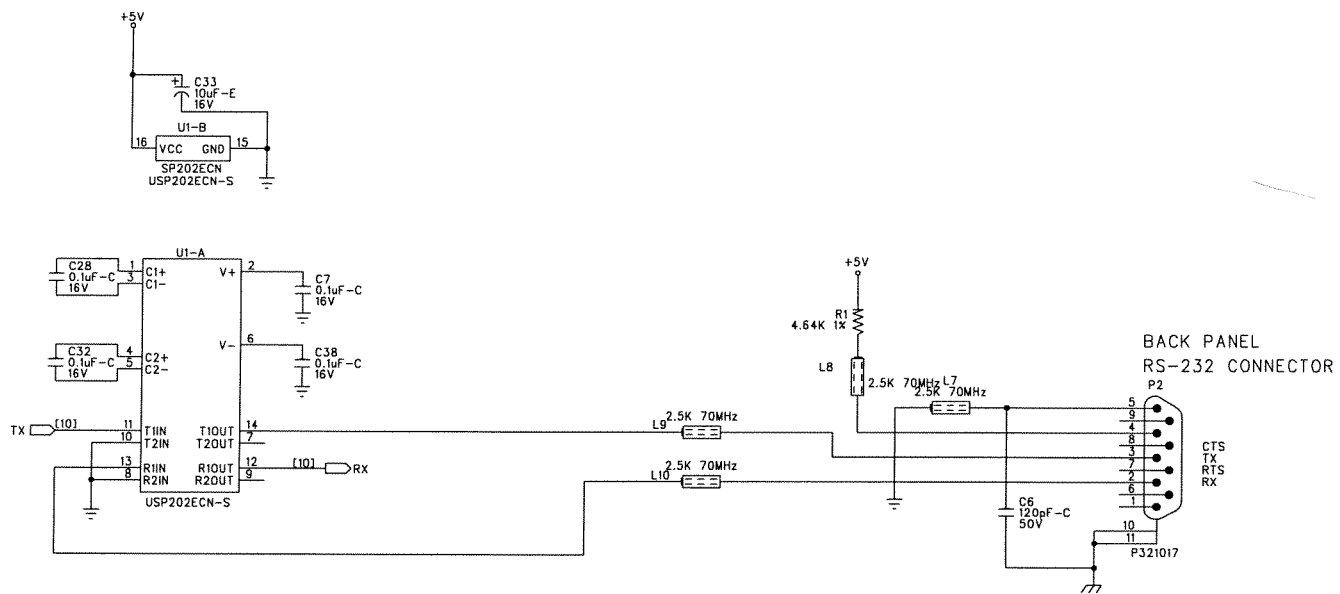 +5V
+
C33
10uF-E
16V
U1-B
16
VCC
GND
15
SP202ECN
USP202ECN-S
U1-A
C28
0.1uF-C
16V
1
3
C1+
C1-
V+
2
C7
0.1uF-C
16V
C32
0.1uF-C
16V
4
5
C2+
C2-
V-
6
C38
0.1uF-C
16V
TX
[10]
11
10
T1IN
T2IN
T1OUT
T2OUT
14
7
13
8
R1IN
R2IN
R1OUT
R2OUT
12
9
[10]
RX
USP202ECN-S
L9
2.5K 70MHz
L10
2.5K 70MHz
+5V
R1
4.64K 1%
L8
2.5K 70MHz
L7
2.5K 70MHz
C6
120pF-C
50V
BACK PANEL
RS-232 CONNECTOR
P2
5
9
4
8
CTS
3
TX
7
RTS
2
RX
6
1
10
11
P321017